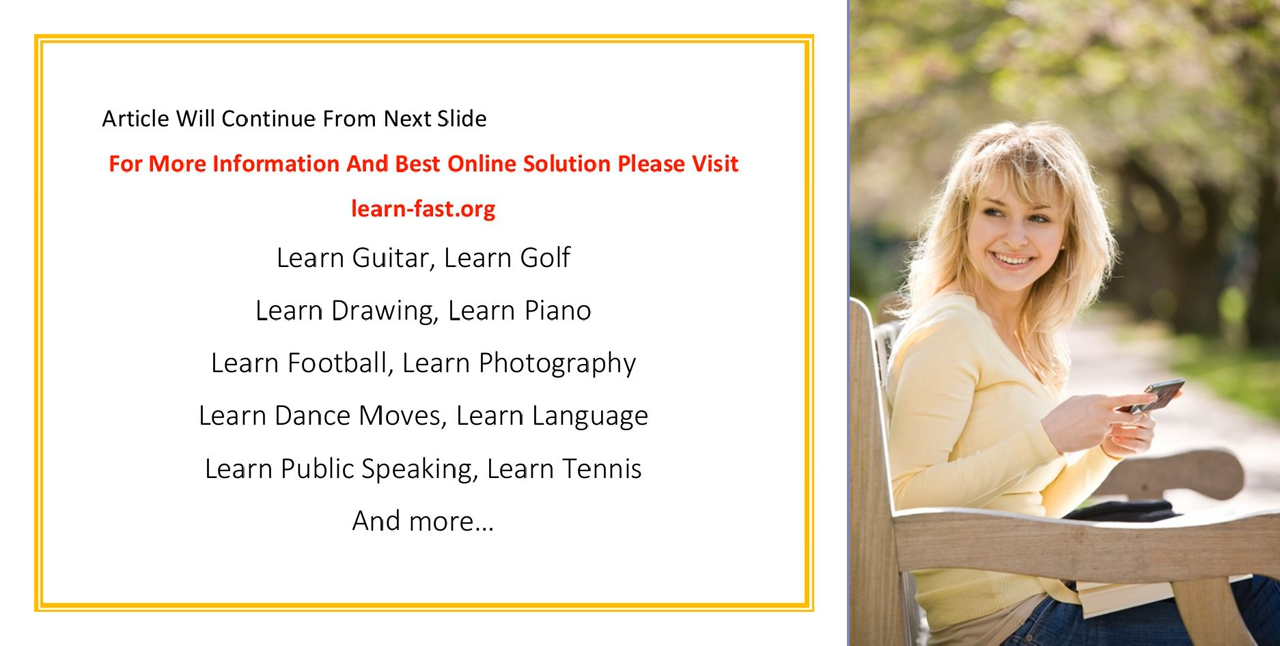 Article Will Continue From Next Slide
For More Information And Best Online Solution Please Visit
learn-fast.org
Learn Guitar, Learn Golf
Learn Drawing, Learn Piano
Learn Football, Learn Photography
Learn Dance Moves, Learn Language
Learn Public Speaking, Learn Tennis
And more...